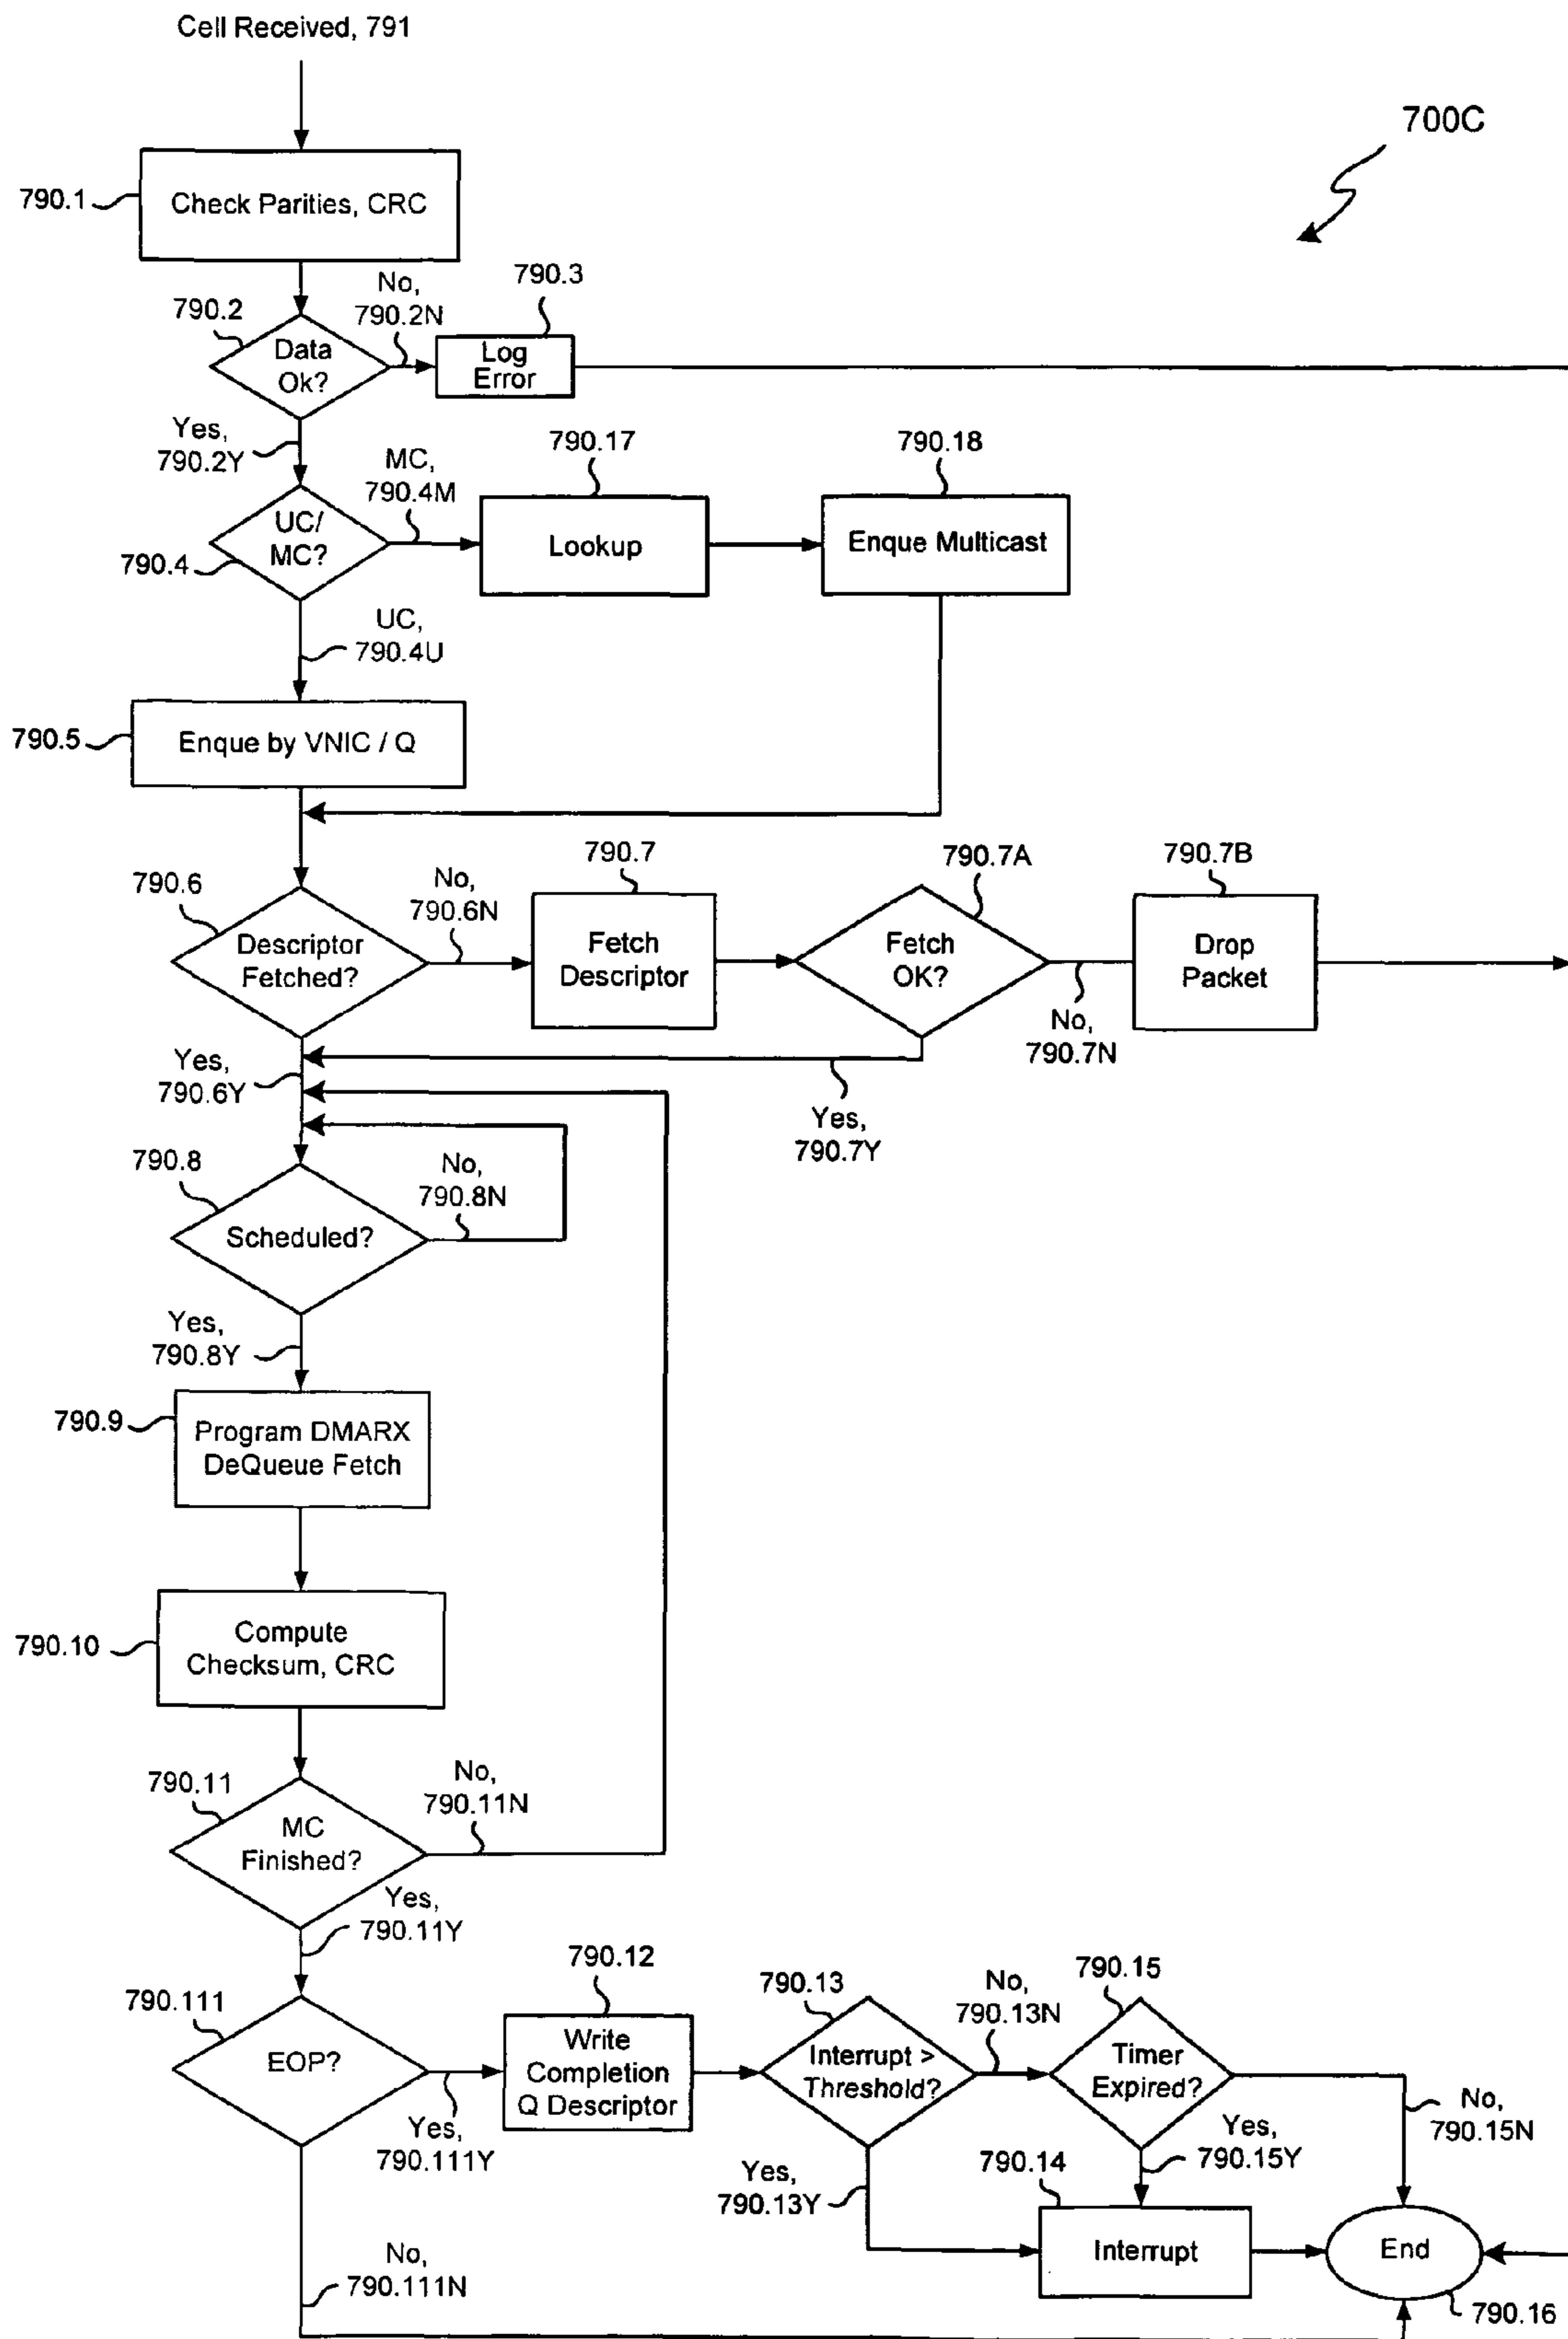 Cell Received, 791
700C
790.1
Check Parities, CRC
790.2
Data
Ok?
No,
790.2N
790.3
Log
Error
Yes,
790.2Y
790.4
UC/
MC?
MC,
790.4M
790.17
Lookup
790.18
Enque Multicast
UC,
790.4U
790.5
Enque by VNIC / Q
790.6
Descriptor
Fetched?
No,
790.6N
790.7
Fetch
Descriptor
790.7A
Fetch
OK?
No,
790.7N
790.7B
Drop
Packet
Yes,
790.6Y
Yes,
790.7Y
790.8
Scheduled?
No,
790.8N
Yes,
790.8Y
790.9
Program DMARX
DeQueue Fetch
790.10
Compute
Checksum, CRC
790.11
MC
Finished?
No,
790.11N
Yes,
790.11Y
790.111
EOP?
Yes,
790.111Y
790.12
Write
Completion
Q Descriptor
790.13
Interrupt >
Threshold?
No,
790.13N
790.15
Timer
Expired?
No,
790.15N
Yes,
790.13Y
790.14
Yes,
790.15Y
Interrupt
End
790.16
No,
790.111N